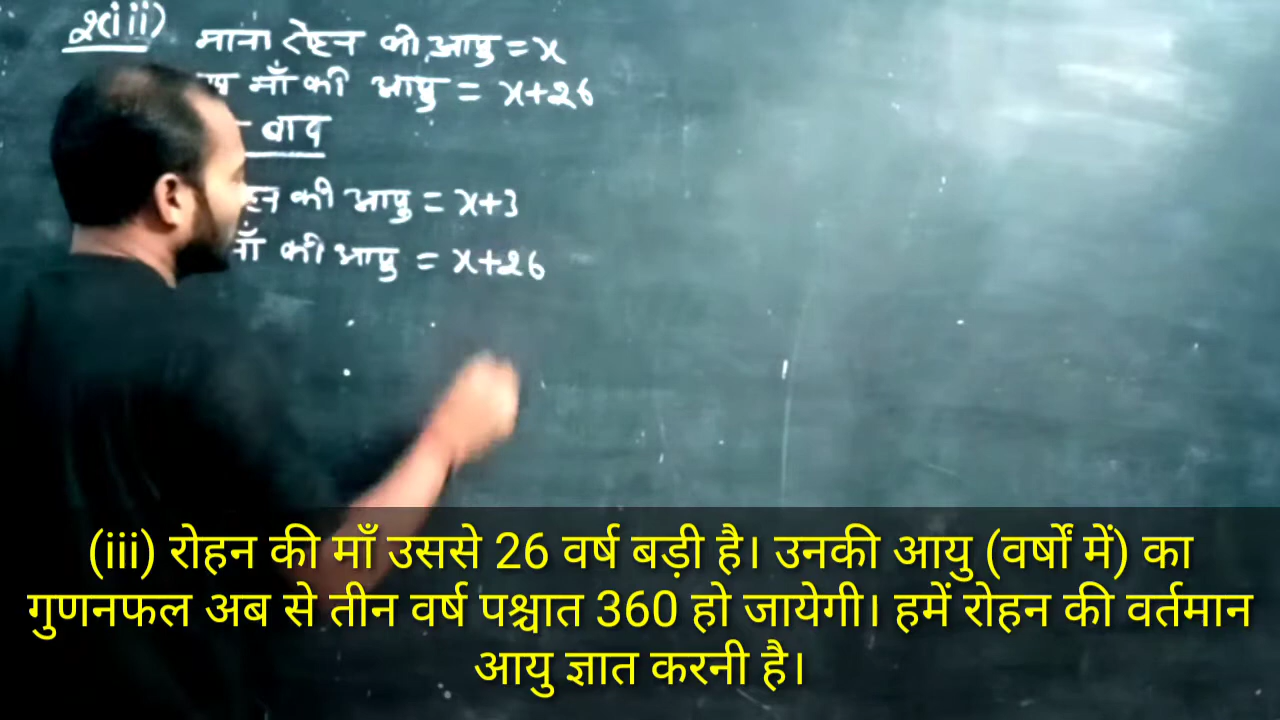 2(iii) माना रोहन की आयु = x
माँ की आयु = x+26
बाद
की आयु = x+3
माँ की आयु = x+26
(iii) रोहन की माँ उससे 26 वर्ष बड़ी है। उनकी आयु (वर्षों में) का
गुणनफल अब से तीन वर्ष पश्चात 360 हो जायेगी। हमें रोहन की वर्तमान
आयु ज्ञात करनी है।